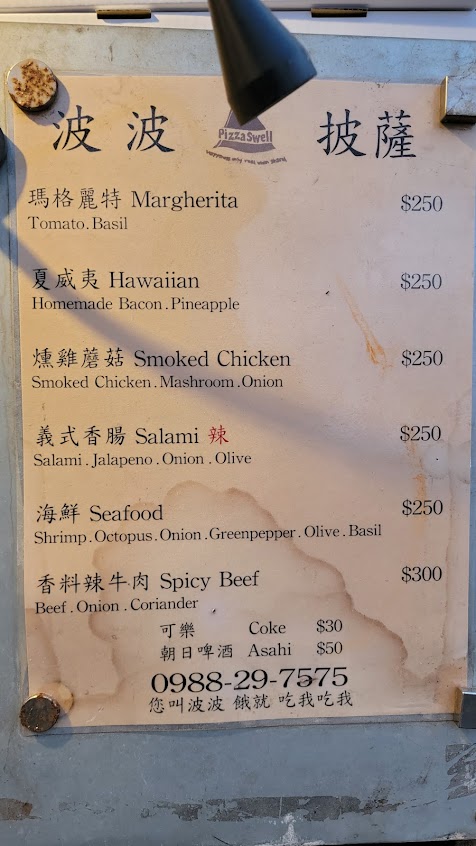 波波 披薩
Pizza Swell
瑪格麗特 Margherita $250
Tomato.Basil
夏威夷 Hawaiian $250
Homemade Bacon.Pineapple
燻雞蘑菇 Smoked Chicken $250
Smoked Chicken.Mashroom.Onion
義式香腸 Salami 辣 $250
Salami.Jalapeno.Onion.Olive
海鮮 Seafood $250
Shrimp.Octopus.Onion.Greenpepper.Olive.Basil
香料辣牛肉 Spicy Beef $300
Beef.Onion.Coriander
可樂 Coke $30
朝日啤酒 Asahi $50
0988-29-7575
您叫波波 餓就 吃我吃我